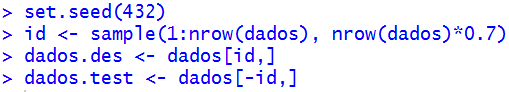 > set.seed(432)
> id <- sample(1:nrow(dados), nrow(dados)*0.7)
> dados.des <- dados[id,]
> dados.test <- dados[-id,]